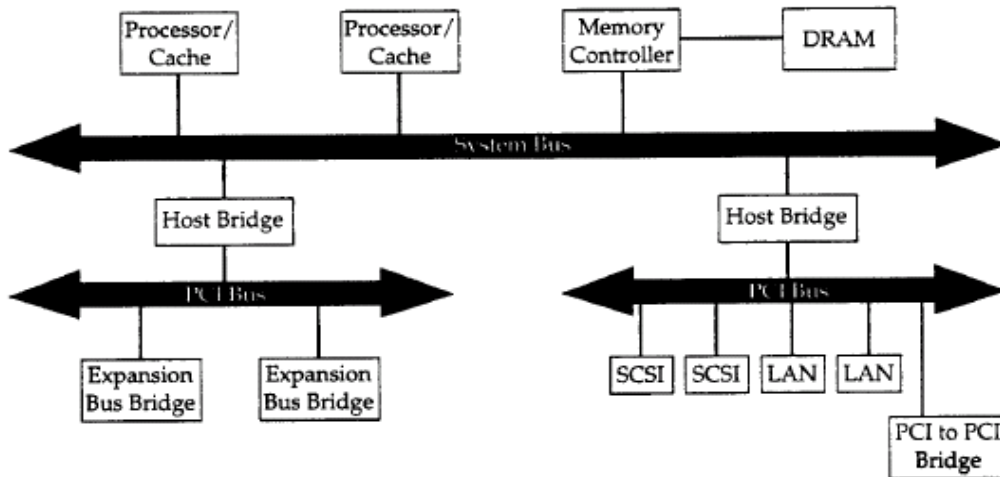 Processor/
Cache
Processor/
Cache
Memory
Controller
DRAM
System Bus
Host Bridge
Host Bridge
PCI Bus
PCI Bus
Expansion
Bus Bridge
Expansion
Bus Bridge
SCSI
SCSI
LAN
LAN
PCI to PCI
Bridge